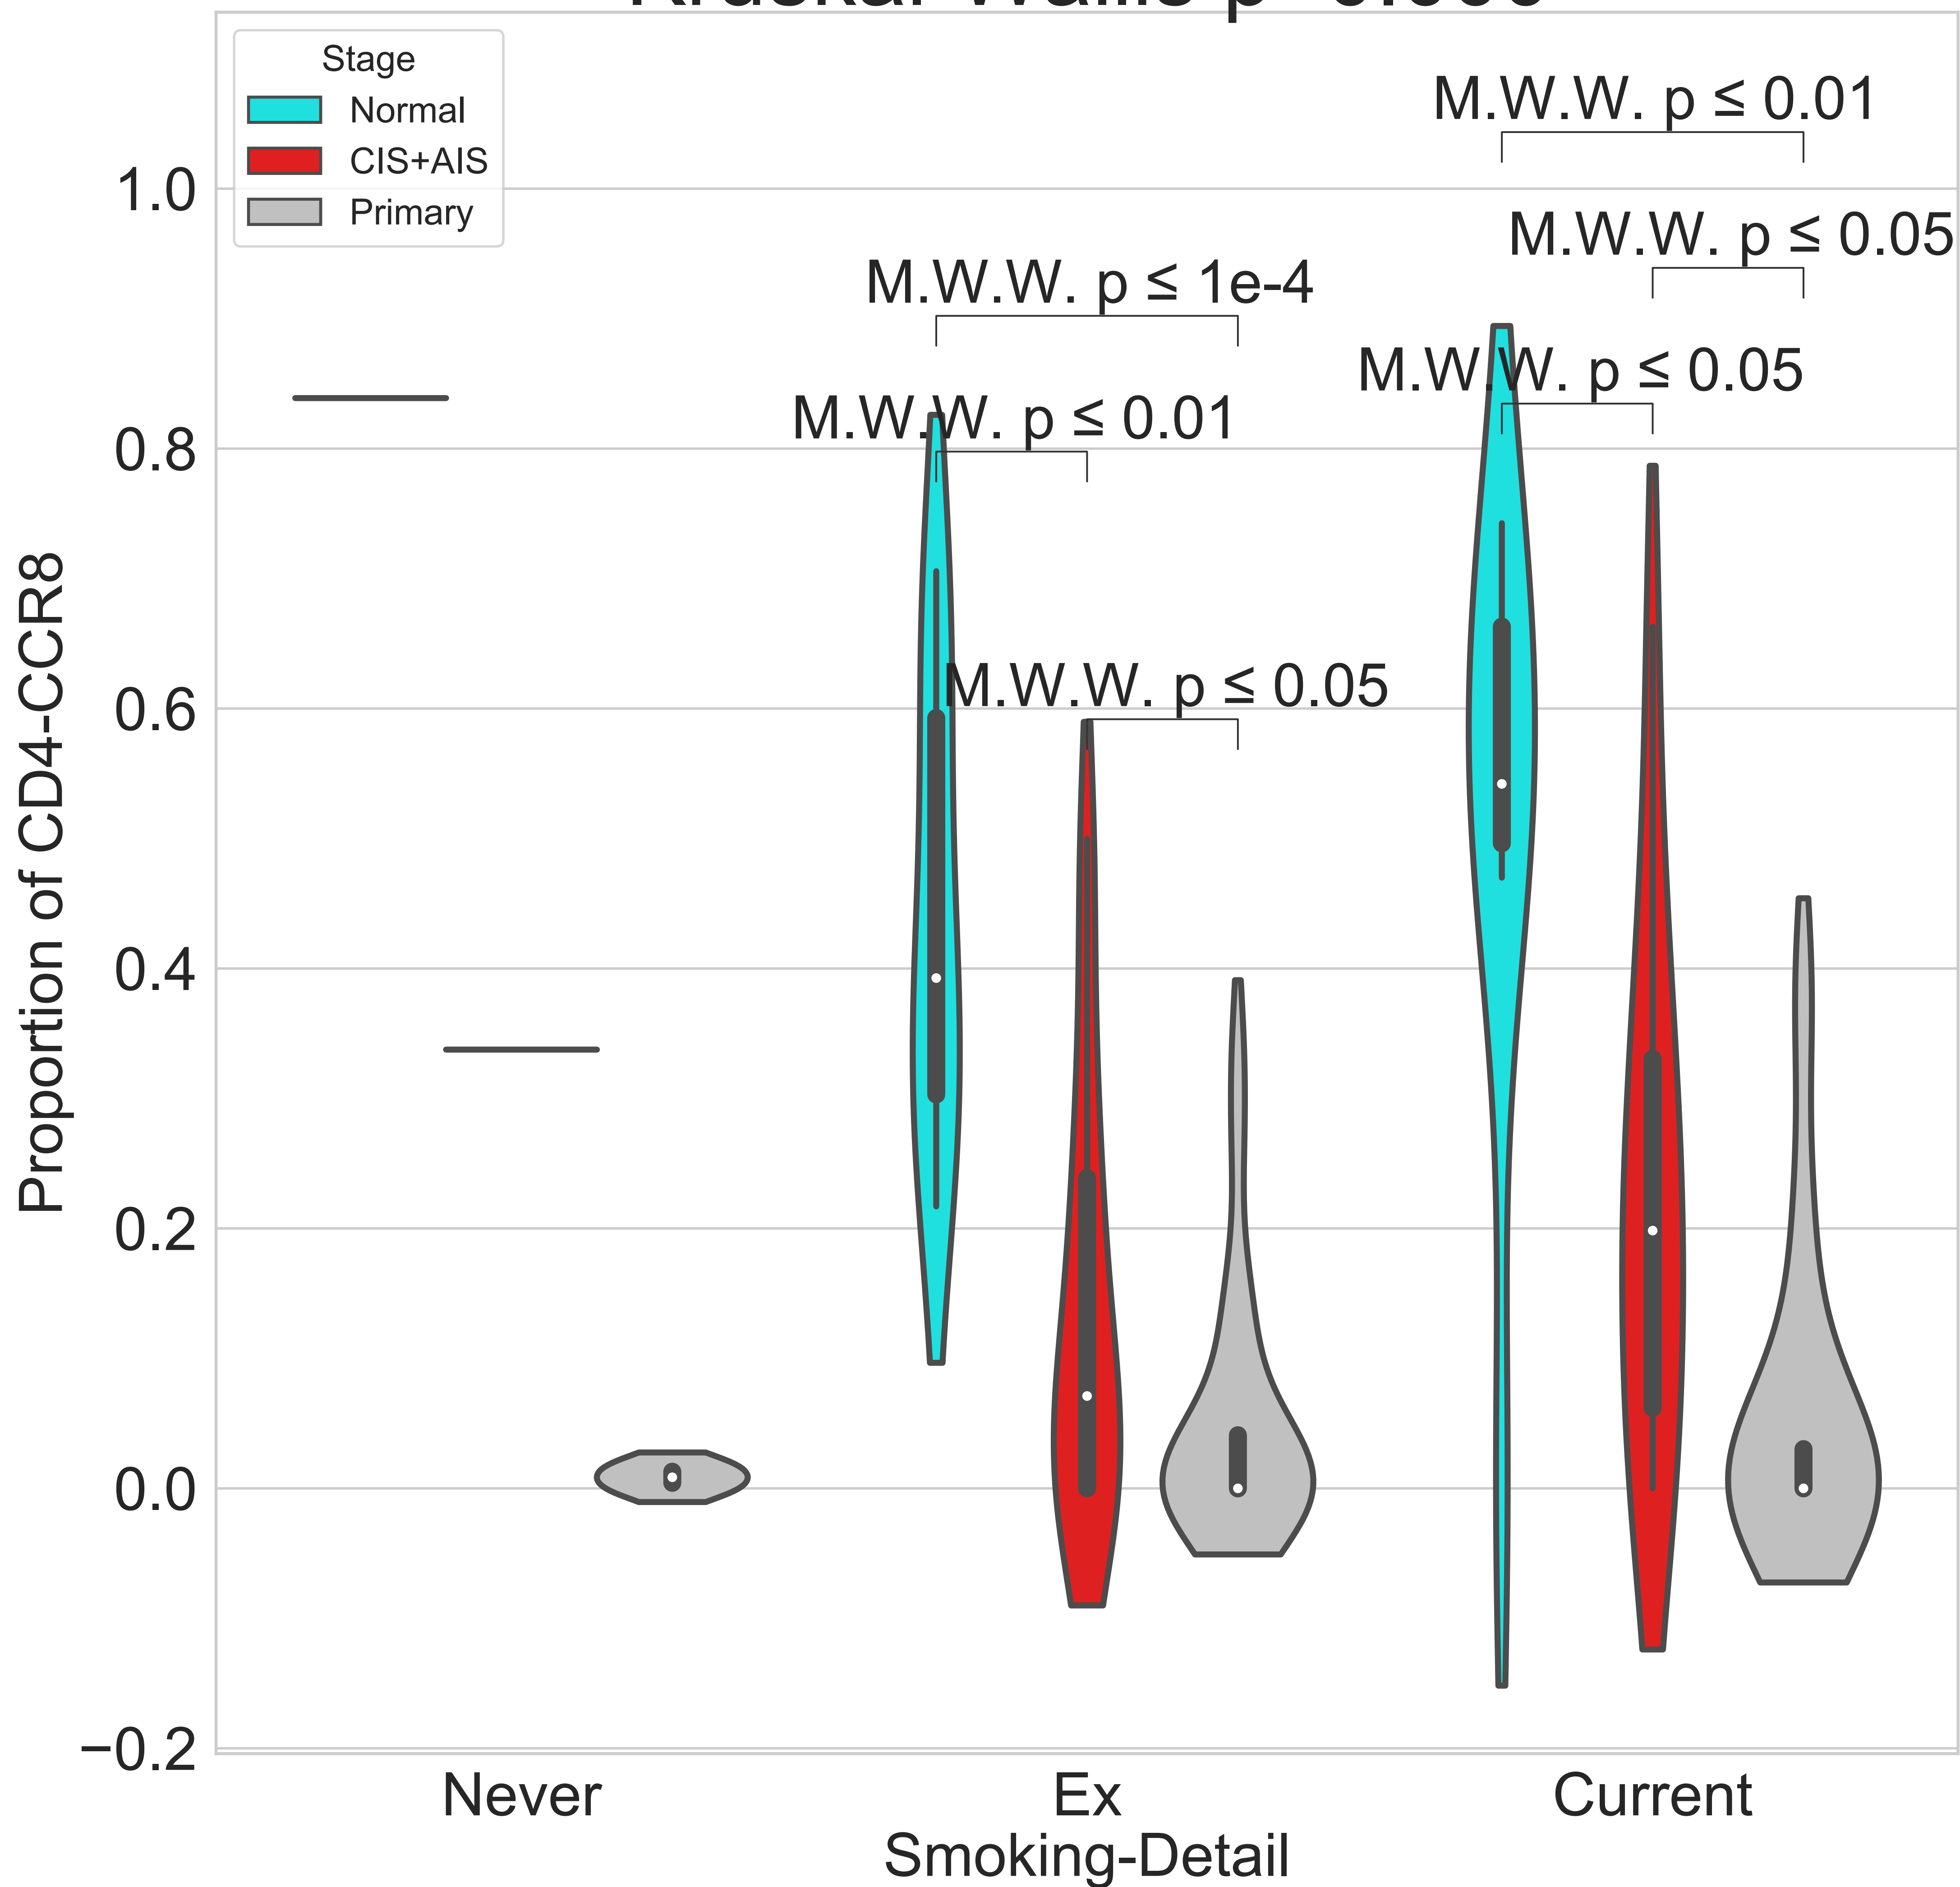 Stage
Normal
CIS+AIS
Primary
M.W.W. p ≤ 0.01
M.W.W. p ≤ 0.05
M.W.W. p ≤ 1e-4
M.W.W. p ≤ 0.05
M.W.W. p ≤ 0.01
M.W.W. p ≤ 0.05
1.0
0.8
0.6
0.4
0.2
0.0
−0.2
Proportion of CD4-CCR8
Never
Ex
Current
Smoking-Detail